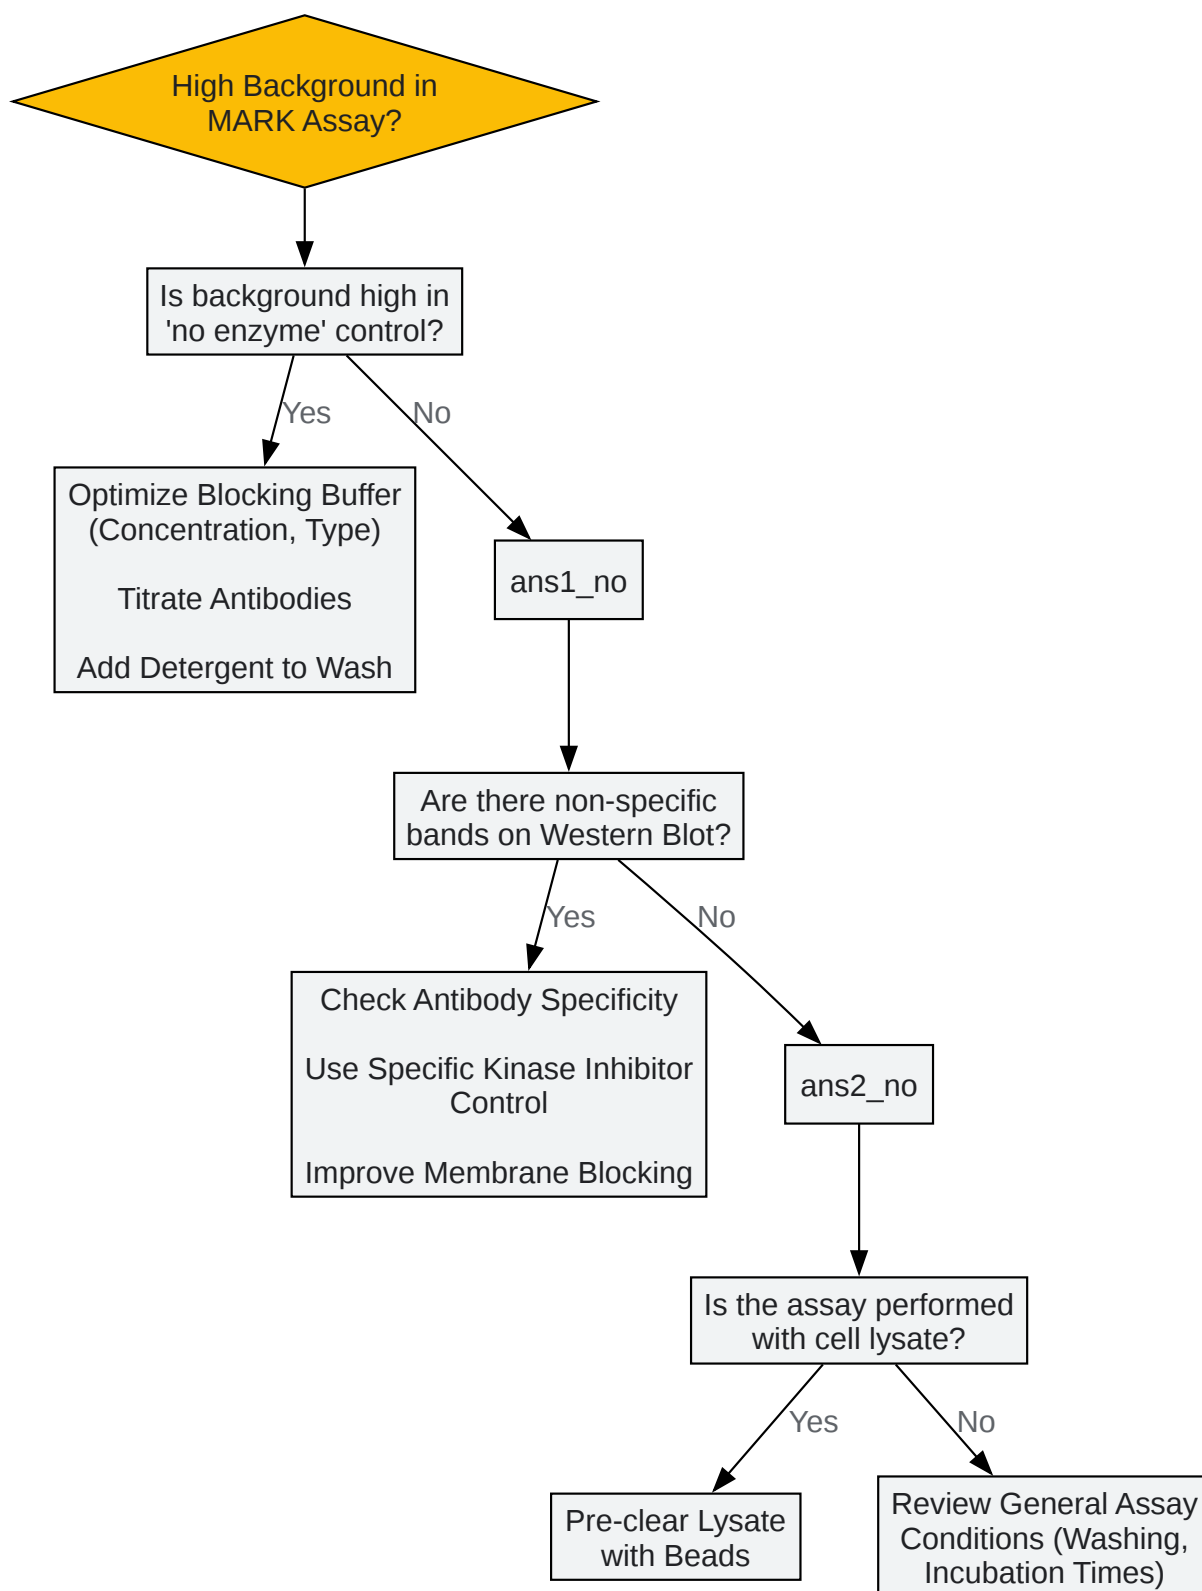 High Background in
MARK Assay?
Is background high in
'no enzyme' control?
Yes
No
Optimize Blocking Buffer
(Concentration, Type)
Titrate Antibodies
Add Detergent to Wash
ans1_no
Are there non-specific
bands on Western Blot?
Yes
No
Check Antibody Specificity
Use Specific Kinase Inhibitor
Control
Improve Membrane Blocking
ans2_no
Is the assay performed
with cell lysate?
Yes
No
Pre-clear Lysate
with Beads
Review General Assay
Conditions (Washing,
Incubation Times)